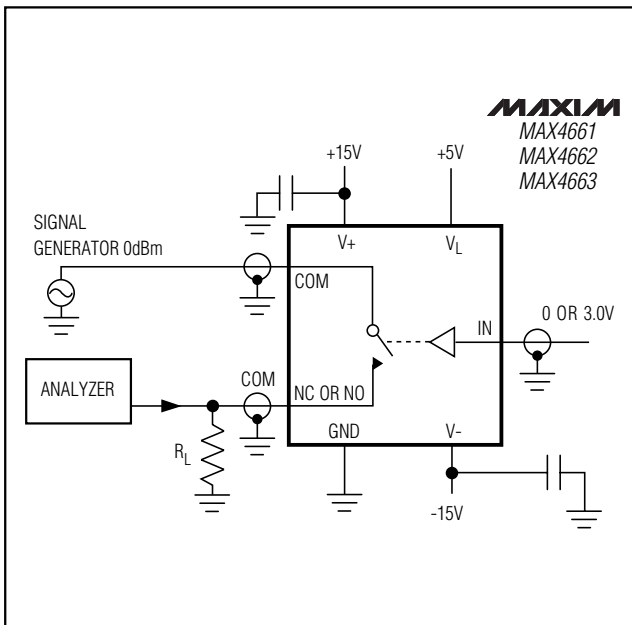 MAXIM
MAX4661
MAX4662
MAX4663
+15V
+5V
SIGNAL
GENERATOR 0dBm
V+
VL
COM
IN
0 OR 3.0V
ANALYZER
COM
NC OR NO
RL
GND
V-
-15V